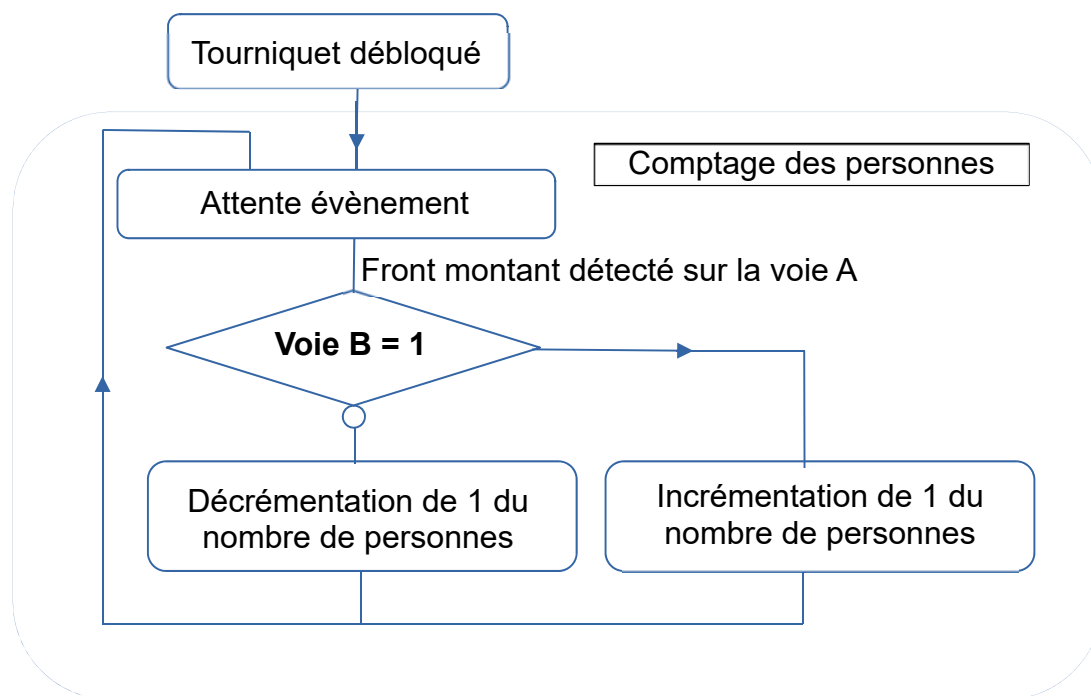 Tourniquet débloqué
Comptage des personnes
Attente évènement
Front montant détecté sur la voie A
Voie B = 1
Décrémentation de 1 du
nombre de personnes
Incrémentation de 1 du
nombre de personnes